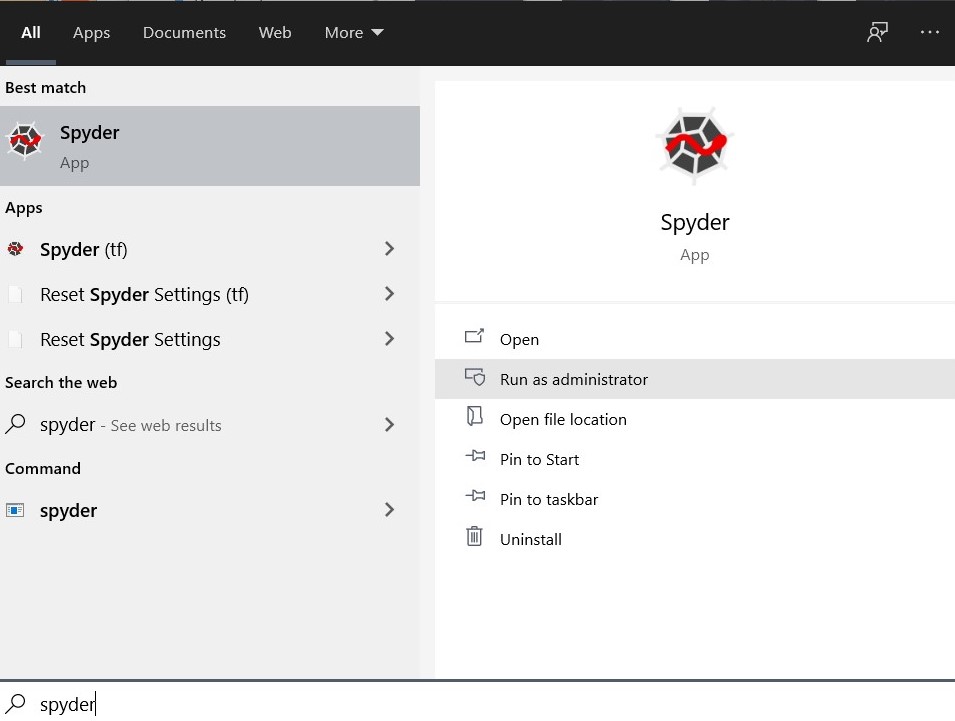 All Apps Documents Web More
Best match
Spyder
App
Apps
Spyder (tf)
Reset Spyder Settings (tf)
Reset Spyder Settings
Search the web
spyder - See web results
Command
spyder
Spyder
App
Open
Run as administrator
Open file location
Pin to Start
Pin to taskbar
Uninstall
spyder